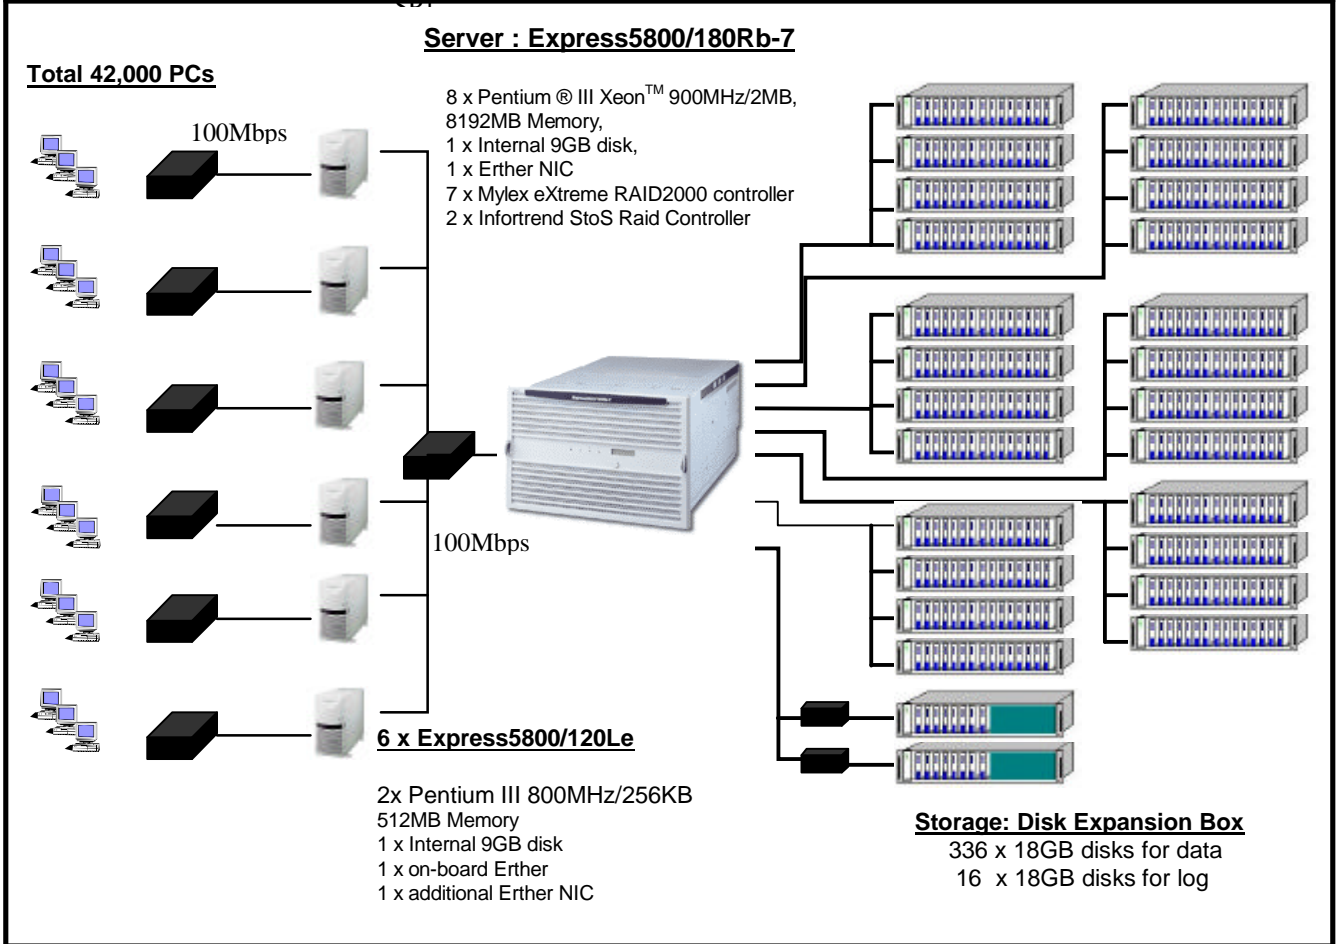 Server : Express5800/180Rb-7
Total 42,000 PCs
8 x Pentium ® III Xeon™ 900MHz/2MB,
8192MB Memory,
1 x Internal 9GB disk,
1 x Erther NIC
7 x Mylex eXtreme RAID2000 controller
2 x Infortrend StoS Raid Controller
100Mbps
100Mbps
6 x Express5800/120Le
2x Pentium III 800MHz/256KB
512MB Memory
1 x Internal 9GB disk
1 x on-board Erther
1 x additional Erther NIC
Storage: Disk Expansion Box
336 x 18GB disks for data
16 x 18GB disks for log